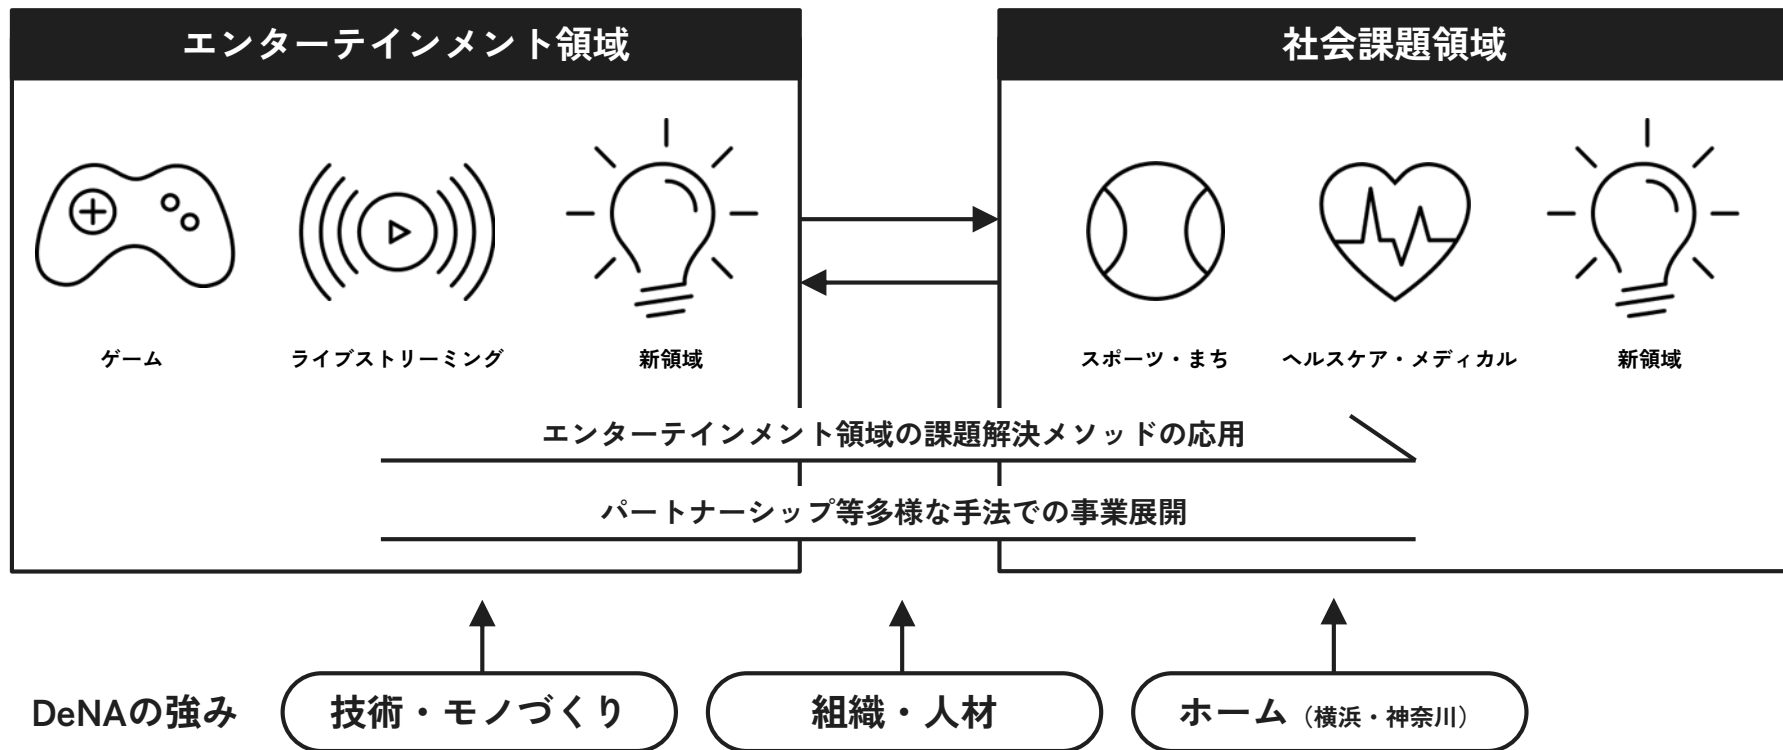 エンターテインメント領域
社会課題領域
ゲーム
ライブストリーミング
新領域
スポーツ・まち
ヘルスケア・メディカル
新領域
エンターテインメント領域の課題解決メソッドの応用
パートナーシップ等多様な手法での事業展開
DeNAの強み
技術・モノづくり
組織・人材
ホーム（横浜・神奈川）